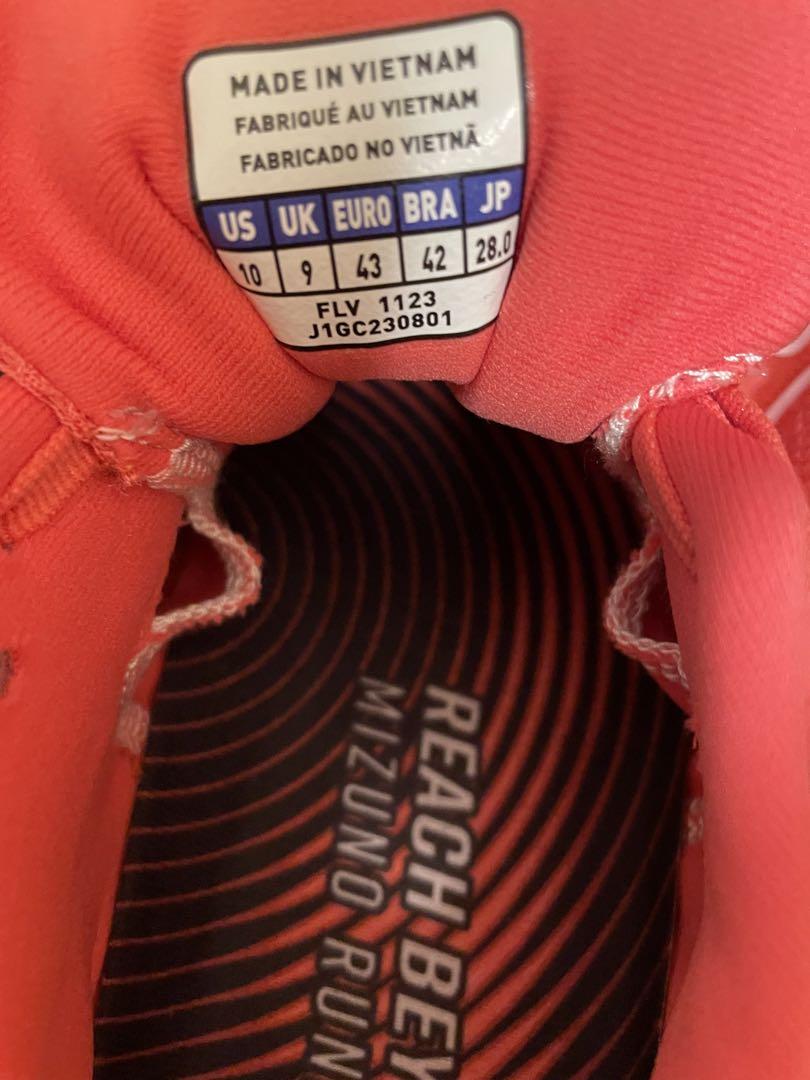 MADE IN VIETNAM
FABRIQUÉ AU VIETNAM
FABRICADO NO VIETNÃ
US UK EURO BRA JP
10 9 43 42 28.0
FLV 1123
J1GC230801
REACH BEY
MIZUNO RUNN